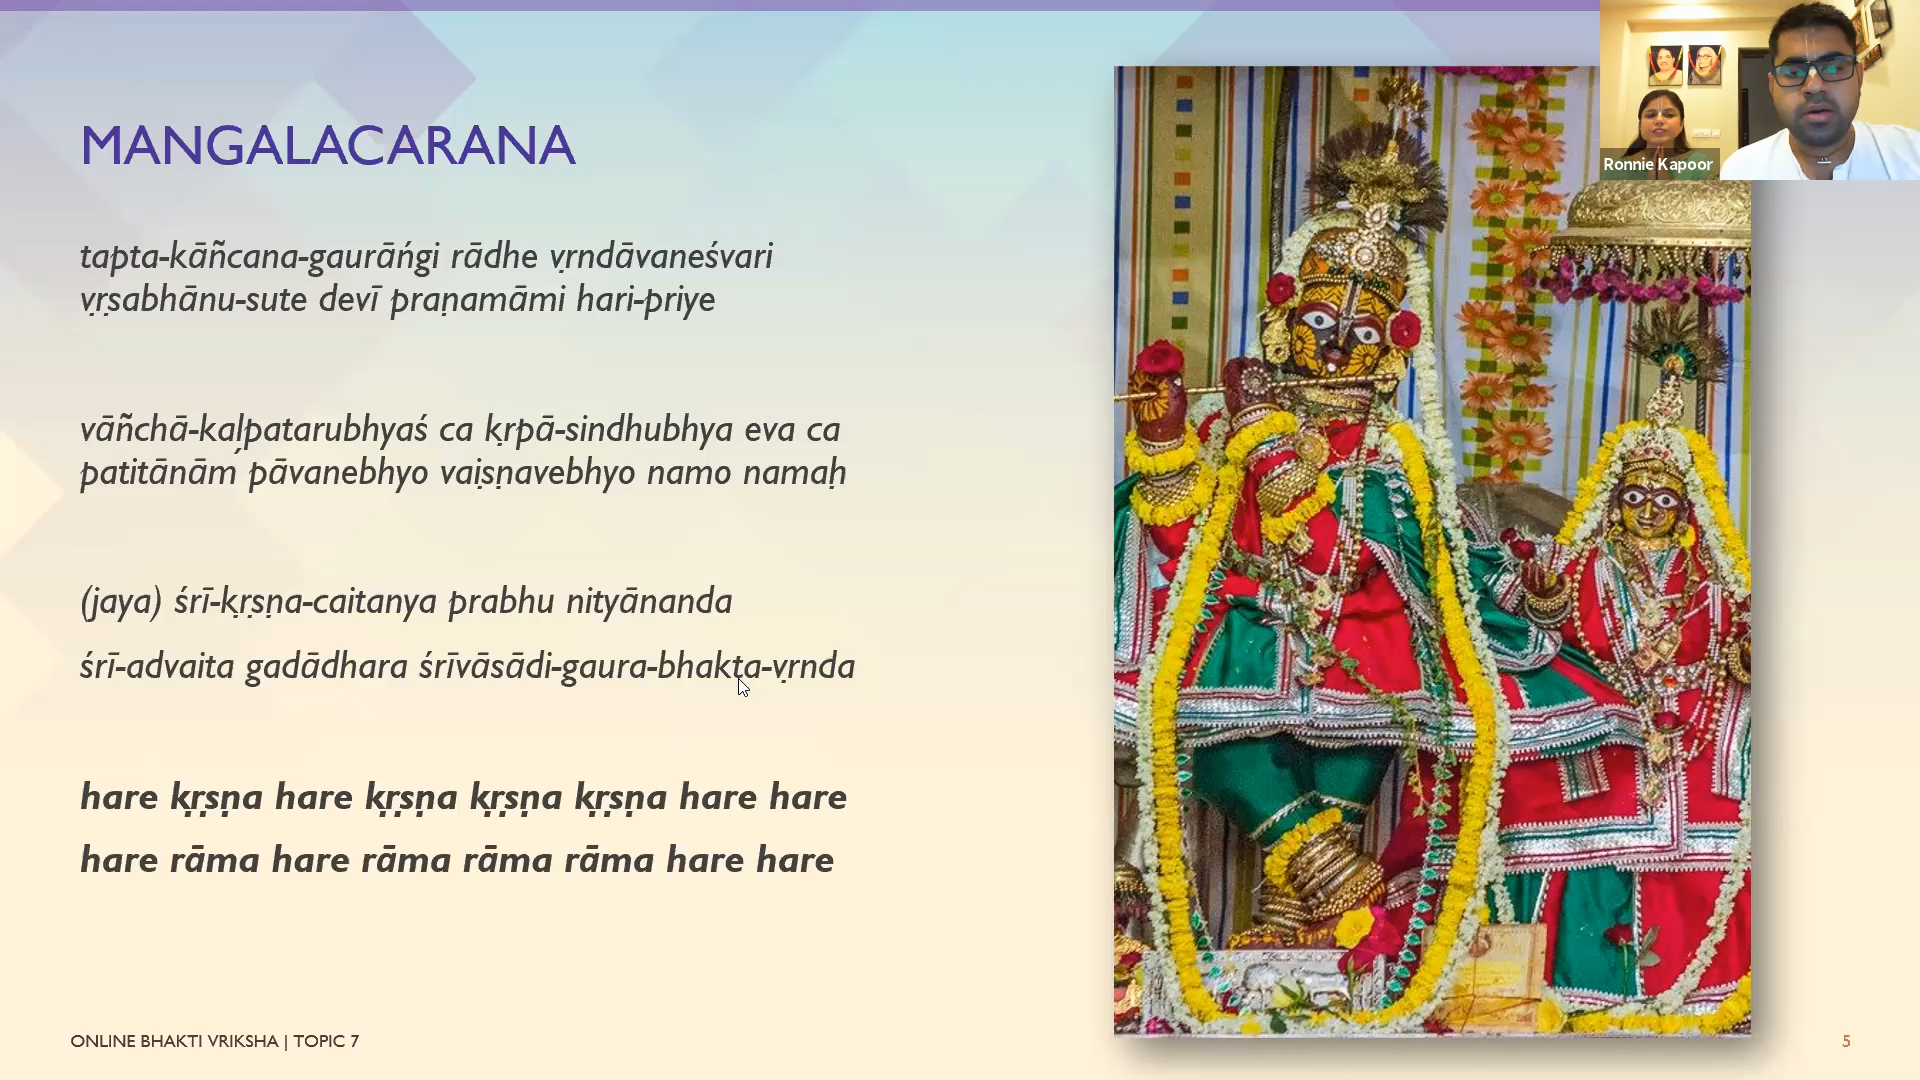 MANGALACARANA
tapta-kāñcana-gaurāńgi rādhe vṛndāvaneśvari
vṛṣabhānu-sute devī praṇamāmi hari-priye
vāñchā-kaḷpatarubhyaś ca kṛpā-sindhubhya eva ca
patitānāḿ pāvanebhyo vaiṣṇavebhyo namo namaḥ
(jaya) śrī-kṛṣṇa-caitanya prabhu nityānanda
śrī-advaita gadādhara śrīvāsādi-gaura-bhakta-vṛnda
hare kṛṣṇa hare kṛṣṇa kṛṣṇa kṛṣṇa hare hare
hare rāma hare rāma rāma rāma hare hare
Ronnie Kapoor
ONLINE BHAKTI VRIKSHA | TOPIC 7
5